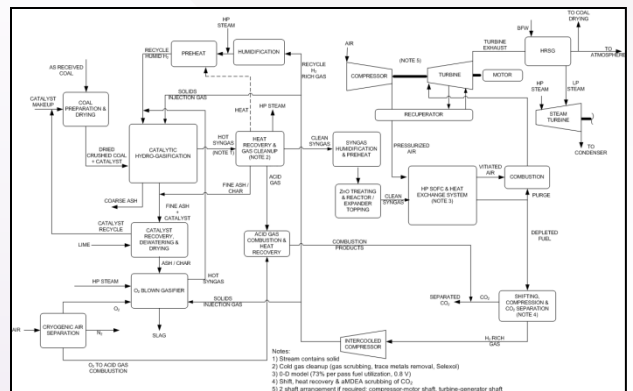 HP
STEAM
RECYCLE
HUMID H₂
PREHEAT
HUMIDIFICATION
RECYCLE
H₂
RICH GAS
AS RECEIVED
COAL
CATALYST
MAKEUP
COAL
PREPARATION &
DRYING
SOLIDS
INJECTION GAS
HEAT
HP STEAM
DRIED
CRUSHED COAL
+ CATALYST
CATALYTIC
HYDRO-GASIFICATION
HOT
SYNGAS
(NOTE 1)
HEAT
RECOVERY &
GAS CLEANUP
(NOTE 2)
CLEAN
SYNGAS
COARSE ASH
FINE ASH
+ CATALYST
FINE ASH /
CHAR
ACID
GAS
CATALYST
RECYCLE
LIME
CATALYST
RECOVERY,
DEWATERING &
DRYING
ASH / CHAR
HP STEAM
O₂ BLOWN GASIFIER
HOT
SYNGAS
SOLIDS
INJECTION GAS
SLAG
AIR
CRYOGENIC AIR
SEPARATION
O₂
N₂
O₂ TO ACID GAS
COMBUSTION
ACID GAS
COMBUSTION &
HEAT
RECOVERY
COMBUSTION
PRODUCTS
AIR
COMPRESSOR
(NOTE 5)
TURBINE
MOTOR
TURBINE
EXHAUST
BFW
HRSG
TO COAL
DRYING
TO
ATMOSPHERE
HP
STEAM
LP
STEAM
STEAM
TURBINE
TO
CONDENSER
RECUPERATOR
SYNGAS
HUMIDIFICATION
& PREHEAT
PRESSURIZED
AIR
ZnO TREATING
& REACTOR /
EXPANDER
TOPPING
CLEAN
SYNGAS
HP SOFC & HEAT
EXCHANGE SYSTEM
(NOTE 3)
VITIATED
AIR
COMBUSTION
PURGE
DEPLETED
FUEL
SEPARATED
CO₂
CO₂
SHIFTING,
COMPRESSION &
CO₂ SEPARATION
(NOTE 4)
INTERCOOLED
COMPRESSOR
H₂ RICH
GAS
Notes:
1) Stream contains solid
2) Cold gas cleanup (gas scrubbing, trace metals removal, Selexol)
3) 0-D model (73% per pass fuel utilization, 0.8 V)
4) Shift, heat recovery & aMDEA scrubbing of CO₂
5) 2 shaft arrangement if required: compressor-motor shaft, turbine-generator shaft